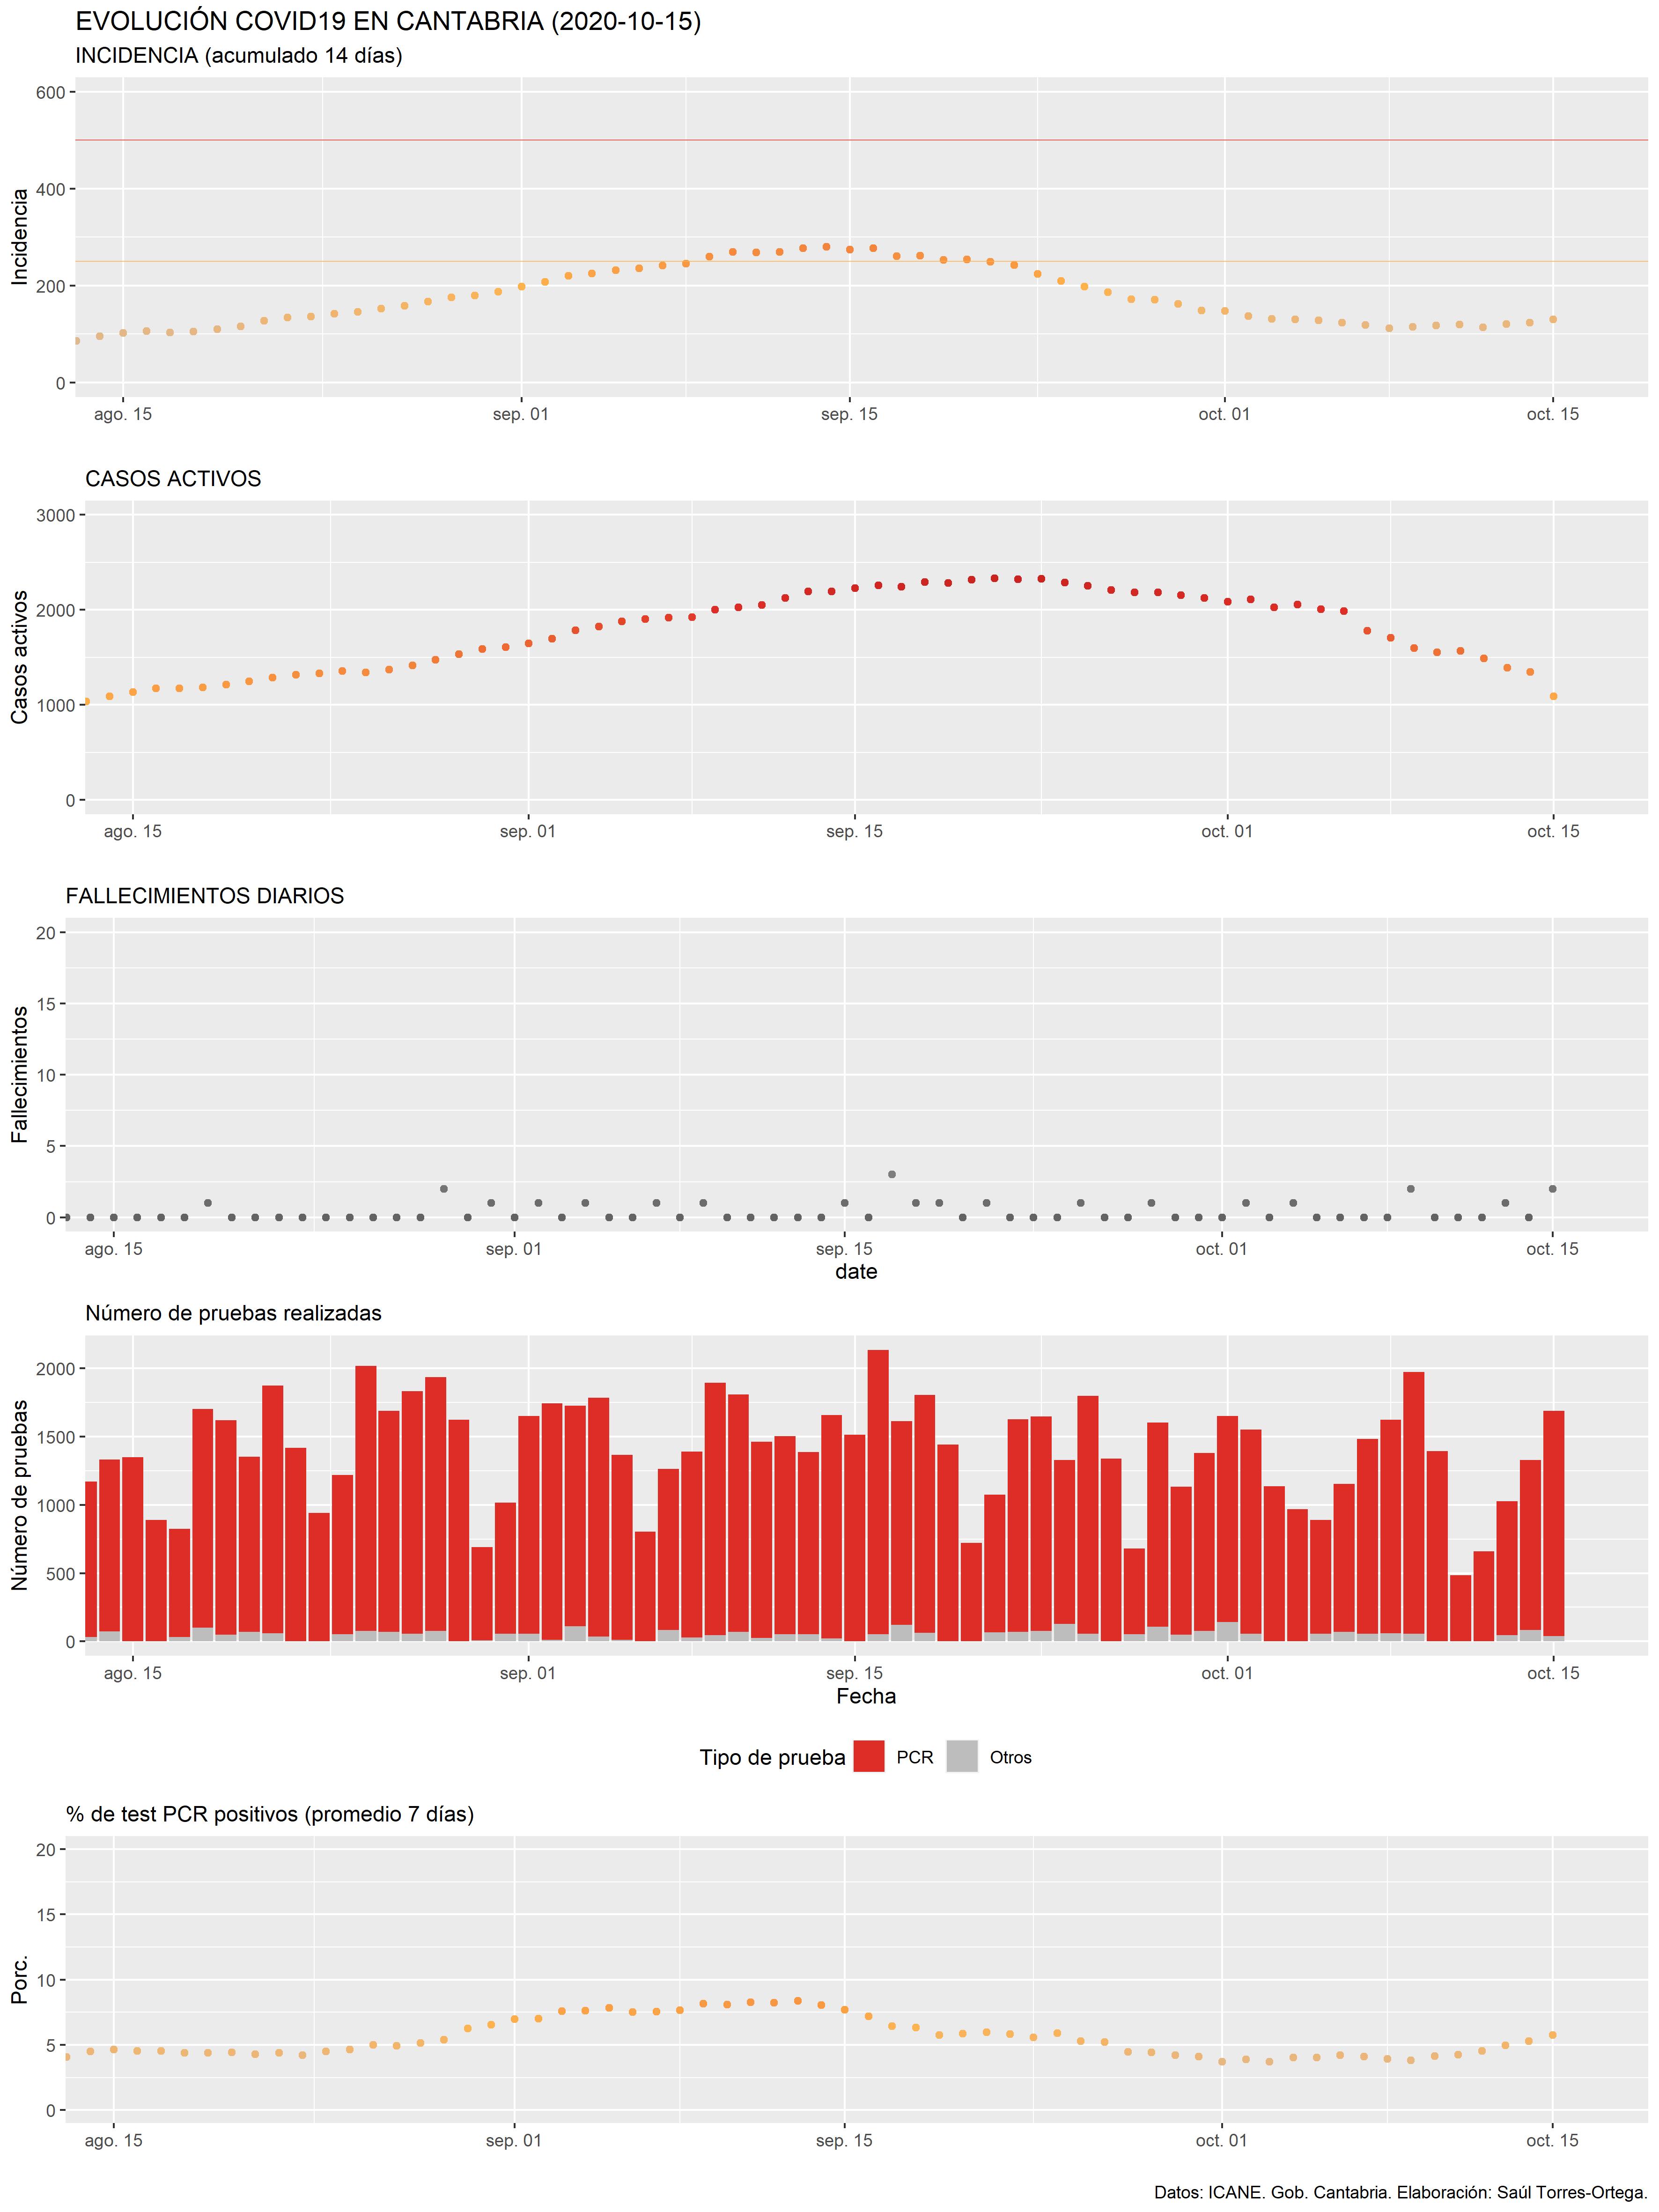 EVOLUCIÓN COVID19 EN CANTABRIA (2020-10-15)
INCIDENCIA (acumulado 14 días)
Incidencia
600
400
200
0
ago. 15 sep. 01 sep. 15 oct. 01 oct. 15
CASOS ACTIVOS
Casos activos
3000
2000
1000
0
ago. 15 sep. 01 sep. 15 oct. 01 oct. 15
FALLECIMIENTOS DIARIOS
Fallecimientos
20
15
10
5
0
ago. 15 sep. 01 sep. 15 oct. 01 oct. 15
date
Número de pruebas realizadas
Número de pruebas
2000
1500
1000
500
0
ago. 15 sep. 01 sep. 15 oct. 01 oct. 15
Fecha
Tipo de prueba PCR Otros
% de test PCR positivos (promedio 7 días)
Porc.
20
15
10
5
0
ago. 15 sep. 01 sep. 15 oct. 01 oct. 15
Datos: ICANE. Gob. Cantabria. Elaboración: Saúl Torres-Ortega.